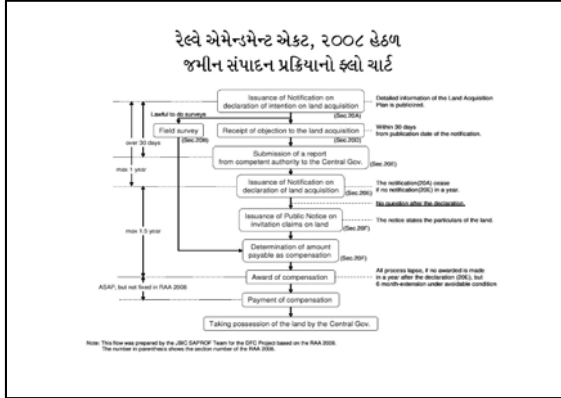 રેલ્વે એમેન્ડમેન્ટ એક્ટ, ૨૦૦૮ હેઠળ
જમીન સંપાદન પ્રક્રિયાનો ફ્લો ચાર્ટ
Issuance of Notification on
declaration of intention on land acquisition
(Sec.20A)
Detailed information of the Land Acquisition
Plan is publicized.
Lawful to do surveys
Field survey
(Sec.20B)
Receipt of objection to the land acquisition
(Sec.20D)
Within 30 days
from publication date of the notification.
over 30 days
Submission of a report
from competent authority to the Central Gov.
max 1 year
Issuance of Notification on
declaration of land acquisition
(Sec.20E)
The notification(20A) cease
if no notification(20E) in a year.
No question after the declaration.
Issuance of Public Notice on
invitation claims on land
(Sec.20F)
The notice states the particulars of the land.
max 1.5 year
Determination of amount
payable as compensation
(Sec.20F)
Award of compensation
All process lapse, if no awarded is made
in a year after the declaration (20E), but
6 month-extension under avoidable condition
ASAP, but not fixed in RAA 2008
Payment of compensation
Taking possession of the land by the Central Gov.
Note: This flow was prepared by the JBIC SAPROF Team for the DFC Project based on the RAA 2008.
The number in parenthesis shows the section number of the RAA 2008.